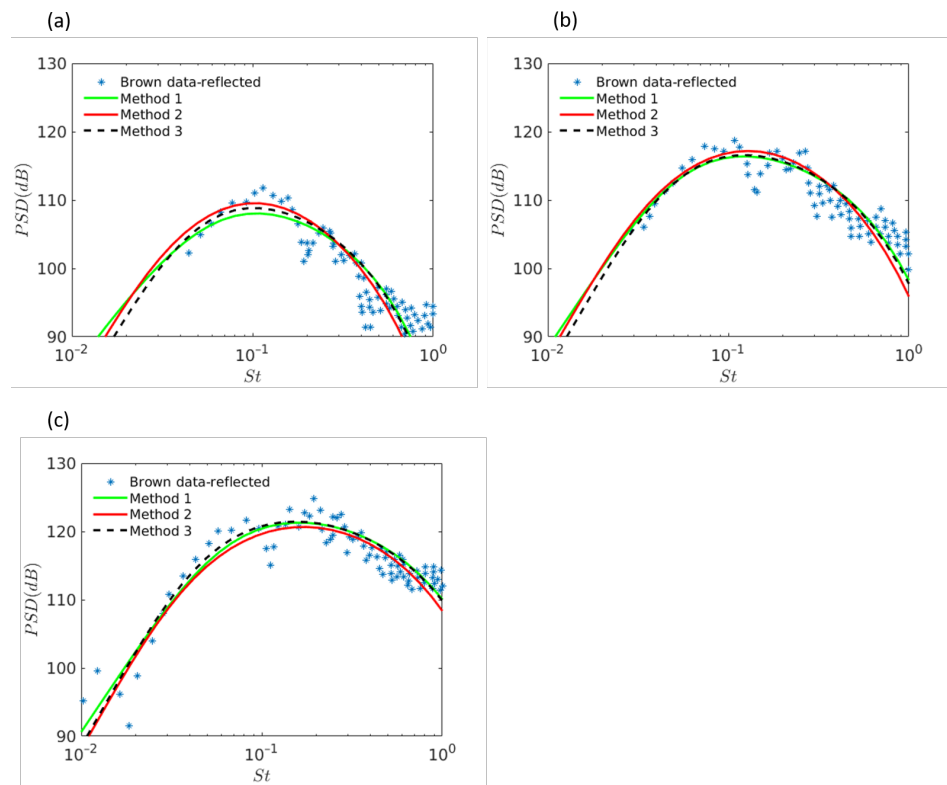 (a)
130
120
110
100
90
PSD(dB)
Brown data-reflected
Method 1
Method 2
Method 3
10^-2
10^-1
10^0
St
(b)
130
120
110
100
90
PSD(dB)
Brown data-reflected
Method 1
Method 2
Method 3
10^-2
10^-1
10^0
St
(c)
130
120
110
100
90
PSD(dB)
Brown data-reflected
Method 1
Method 2
Method 3
10^-2
10^-1
10^0
St